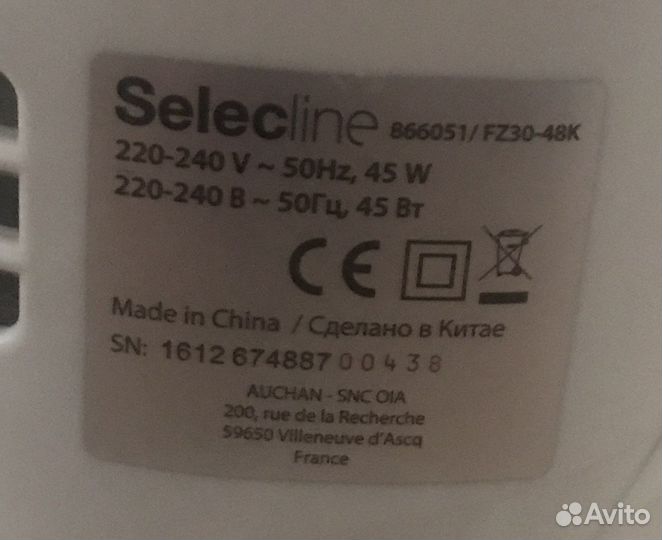 Selecline 866051/ FZ30-48K
220-240 V ~ 50Hz, 45 W
220-240 В ~ 50Гц, 45 Вт
CE
Made in China / Сделано в Китае
SN: 1612 674887 00438
AUCHAN - SNC OIA
200, rue de la Recherche
59650 Villeneuve d'Ascq
France
Avito